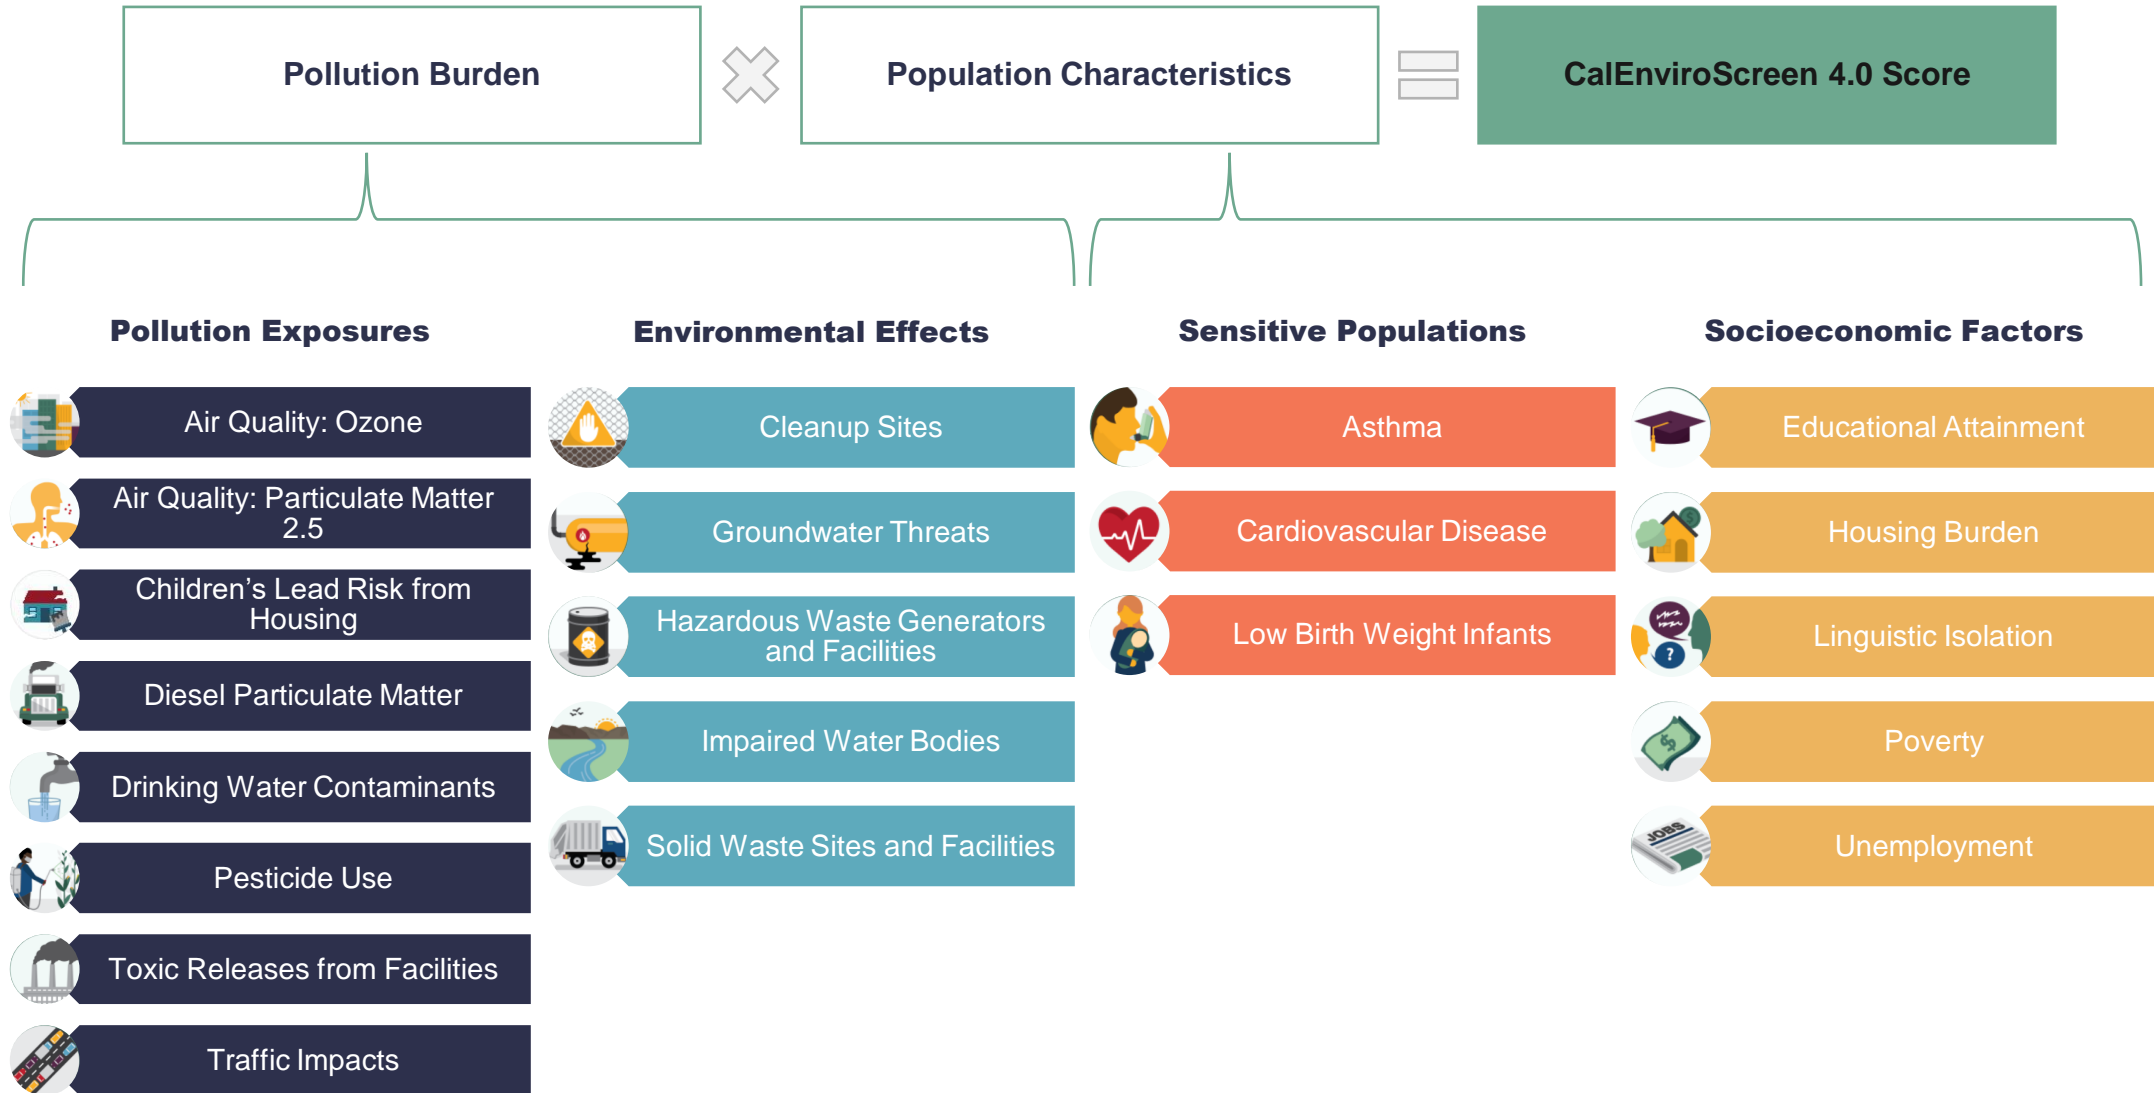 Pollution Burden
Population Characteristics
CalEnviroScreen 4.0 Score
Pollution Exposures
Air Quality: Ozone
Air Quality: Particulate Matter
2.5
Children’s Lead Risk from
Housing
Diesel Particulate Matter
Drinking Water Contaminants
Pesticide Use
Toxic Releases from Facilities
Traffic Impacts
Environmental Effects
Cleanup Sites
Groundwater Threats
Hazardous Waste Generators
and Facilities
Impaired Water Bodies
Solid Waste Sites and Facilities
Sensitive Populations
Asthma
Cardiovascular Disease
Low Birth Weight Infants
Socioeconomic Factors
Educational Attainment
$
Housing Burden
?
Linguistic Isolation
$
Poverty
JOBS
Unemployment